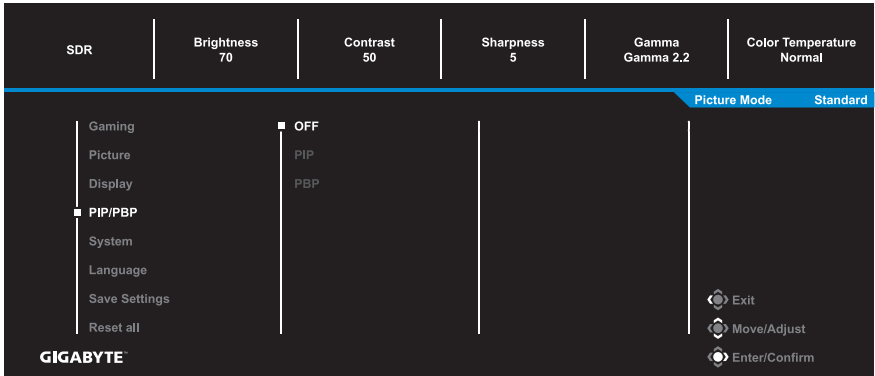 SDR
Brightness
70
Contrast
50
Sharpness
5
Gamma
Gamma 2.2
Color Temperature
Normal
Picture Mode Standard
Gaming
Picture
Display
PIP/PBP
System
Language
Save Settings
Reset all
OFF
PIP
PBP
Exit
Move/Adjust
Enter/Confirm
GIGABYTE™